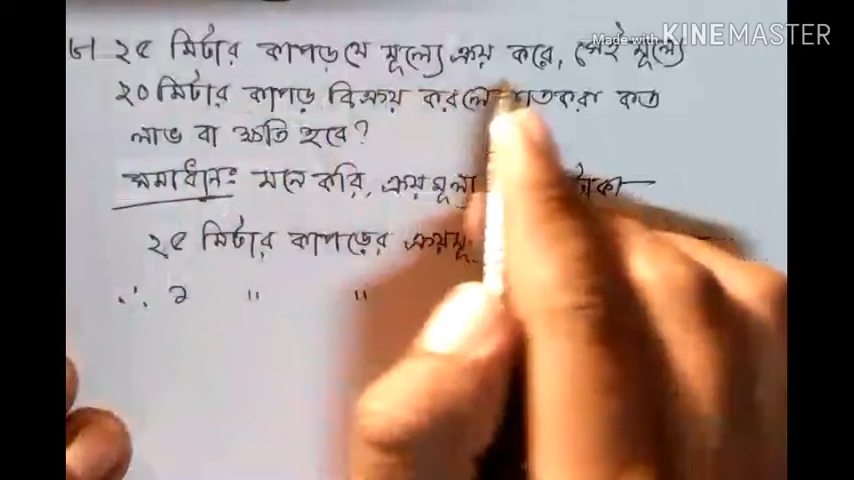 Made with KINEMASTER
৮। ২৫ মিটার কাপড় যে মূল্যে ক্রয় করে, সেই মূল্যে
২০ মিটার কাপড় বিক্রয় করলে শতকরা কত
লাভ বা ক্ষতি হবে?
সমাধানঃ মনে করি, ক্রয়মূল্য টাকা
২৫ মিটার কাপড়ের ক্রয়মূ
∴ ১ " "